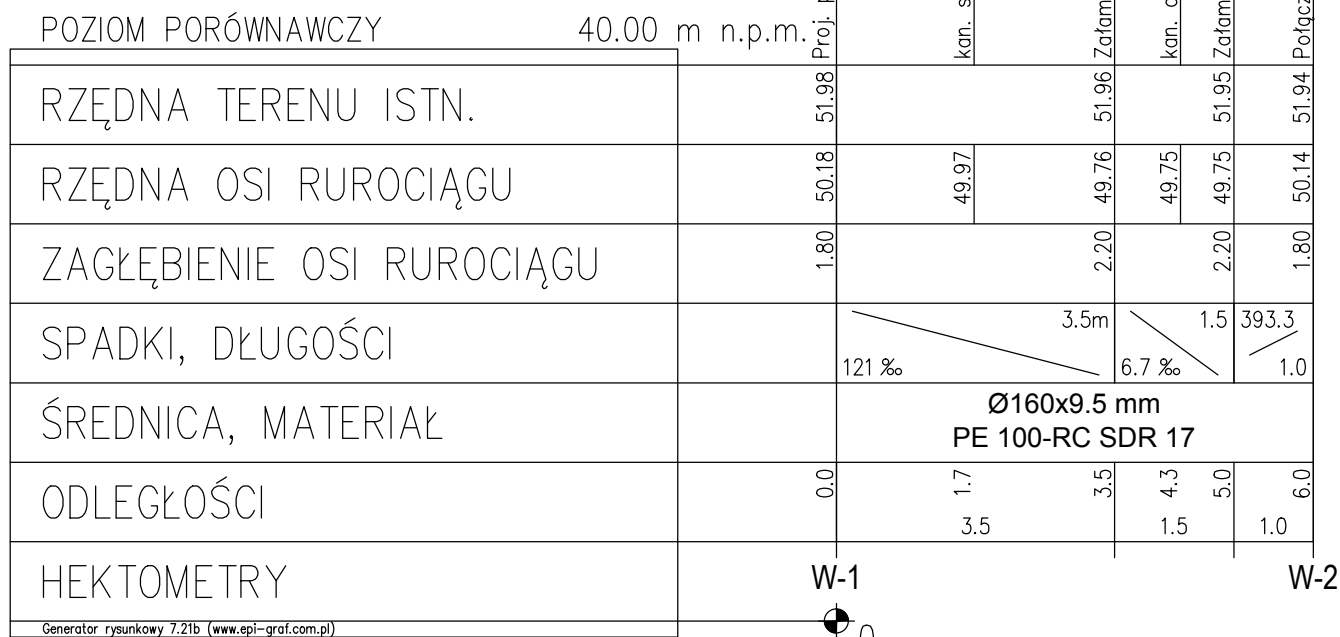 POZIOM PORÓWNAWCZY 40.00 m n.p.m.
Proj.
kan.
Załam
kan.
Załam
Połącz
RZĘDNA TERENU ISTN. 51.98 51.96 51.95 51.94
RZĘDNA OSI RUROCIĄGU 50.18 49.97 49.76 49.75 49.75 50.14
ZAGŁĘBIENIE OSI RUROCIĄGU 1.80 2.20 2.20 1.80
SPADKI, DŁUGOŚCI 121 ‰ 3.5m 6.7 ‰ 1.5 393.3 1.0
ŚREDNICA, MATERIAŁ
Ø160x9.5 mm
PE 100-RC SDR 17
ODLEGŁOŚCI 0.0 1.7 3.5 4.3 5.0 6.0
3.5 1.5 1.0
HEKTOMETRY W-1 W-2
Generator rysunkowy 7.21b (www.epi-graf.com.pl)